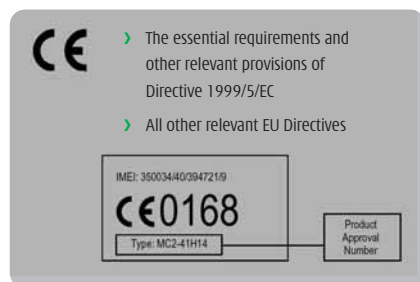 CE
› The essential requirements and
other relevant provisions of
Directive 1999/5/EC
› All other relevant EU Directives
IMEI: 350034/40/394721/9
CE0168
Type: MC2-41H14
Product
Approval
Number